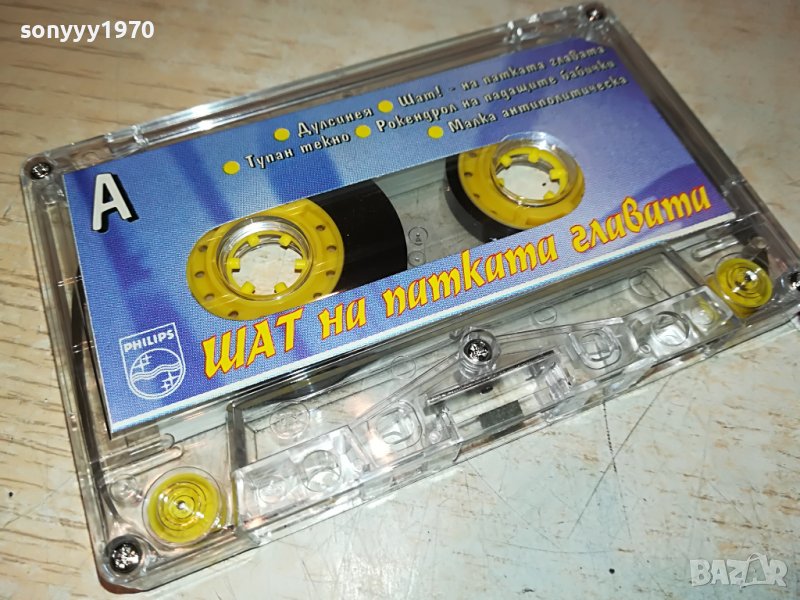 sonyyy1970
A
Дулсинея Шат! - на патката главата
Тупан текно Рокендрол на падащите бабички
Малка антиполитическа
ШАТ на патката главата
PHILIPS
BAZAR